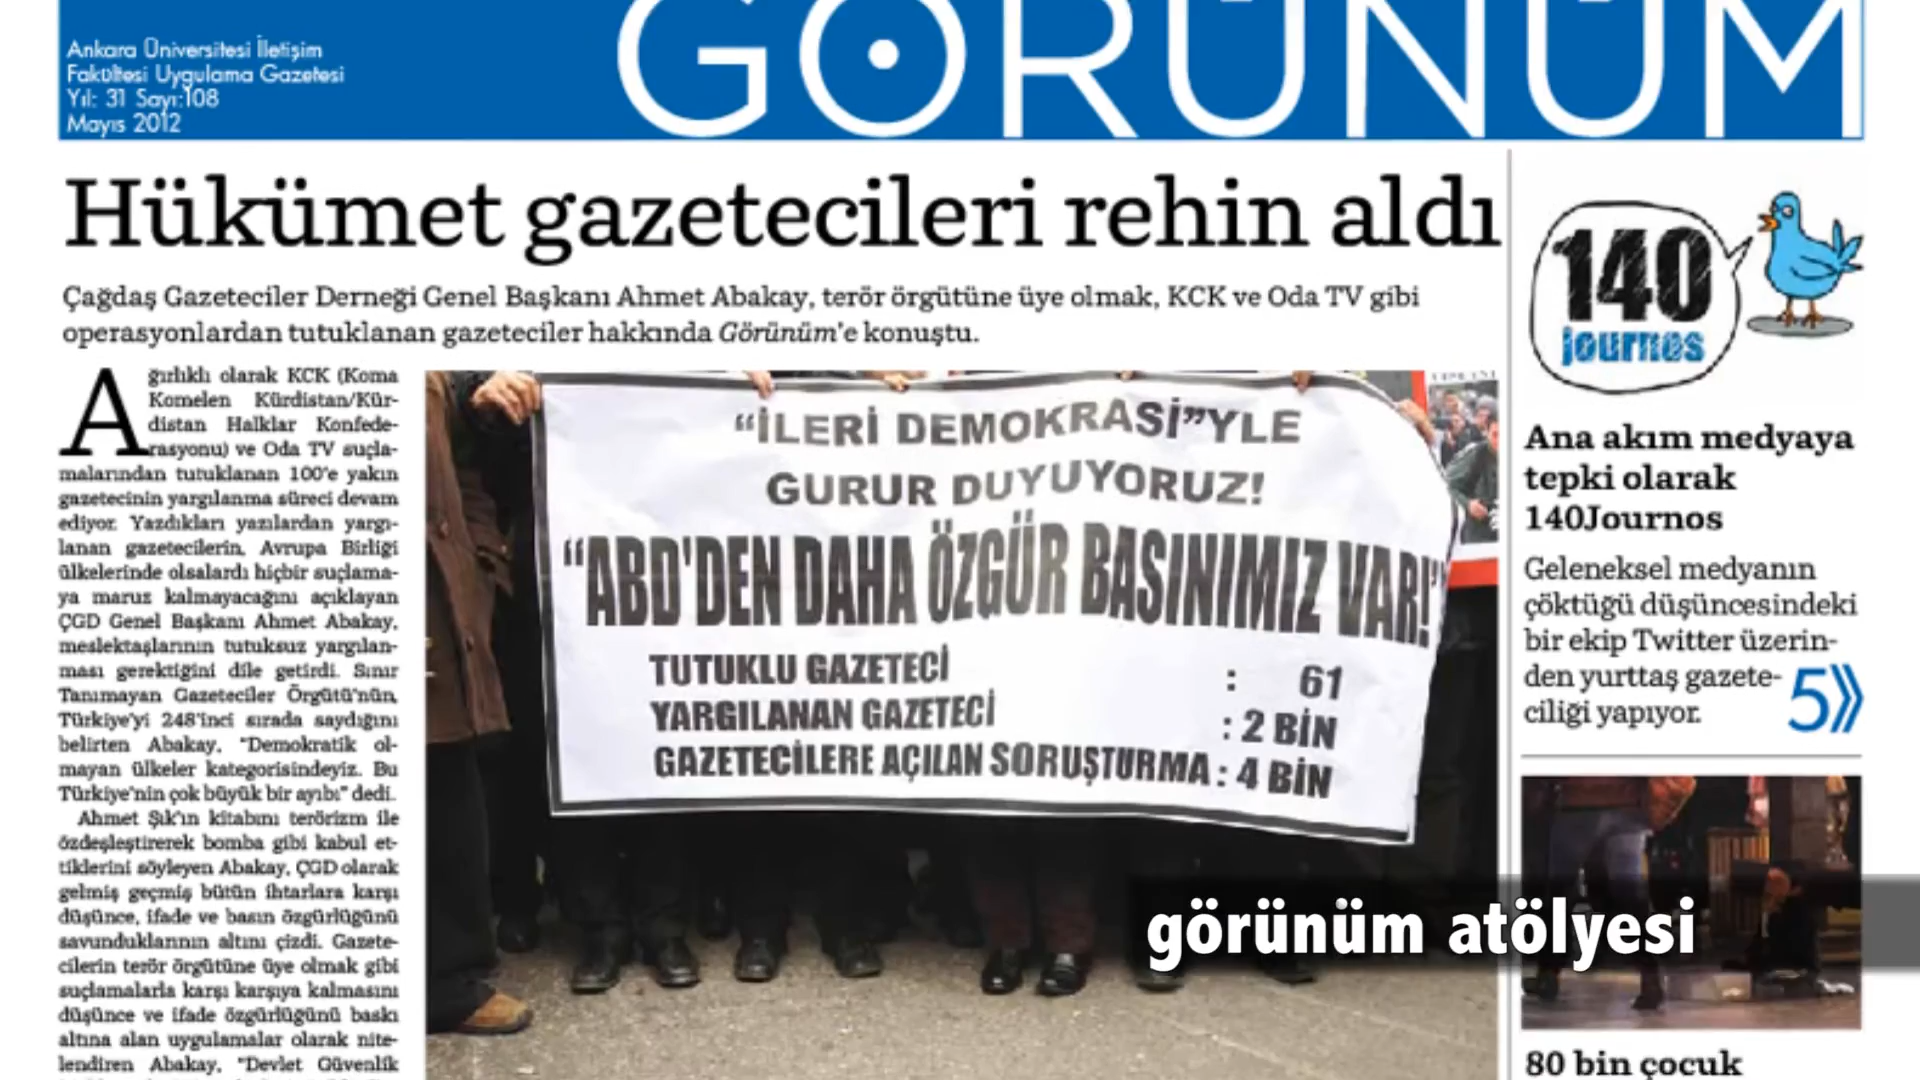 Ankara Üniversitesi İletişim
Fakültesi Uygulama Gazetesi
Yıl: 31 Sayı:108
Mayıs 2012
GÖRÜNÜM
Hükümet gazetecileri rehin aldı
Çağdaş Gazeteciler Derneği Genel Başkanı Ahmet Abakay, terör örgütüne üye olmak, KCK ve Oda TV gibi
operasyonlardan tutuklanan gazeteciler hakkında Görünüm'e konuştu.
Ağırlıklı olarak KCK (Koma
Komelen Kürdistan/Kür-
distan Halklar Konfede-
rasyonu) ve Oda TV suçla-
malarından tutuklanan 100'e yakın
gazetecinin yargılanma süreci devam
ediyor. Yazdıkları yazılardan yargı-
lanan gazetecilerin, Avrupa Birliği
ülkelerinde olsalardı hiçbir suçlama-
ya maruz kalmayacağını açıklayan
ÇGD Genel Başkanı Ahmet Abakay,
meslektaşlarının tutuksuz yargılan-
ması gerektiğini dile getirdi. Sınır
Tanımayan Gazeteciler Örgütü'nün,
Türkiye'yi 248'inci sırada saydığını
belirten Abakay, "Demokratik ol-
mayan ülkeler kategorisindeyiz. Bu
Türkiye'nin çok büyük bir ayıbı" dedi.
Ahmet Şık'ın kitabını terörizm ile
özdeşleştirerek bomba gibi kabul et-
tiklerini söyleyen Abakay, ÇGD olarak
gelmiş geçmiş bütün ihtarlara karşı
düşünce, ifade ve basın özgürlüğünü
savunduklarının altını çizdi. Gazete-
cilerin terör örgütüne üye olmak gibi
suçlamalarla karşı karşıya kalmasını
düşünce ve ifade özgürlüğünü baskı
altına alan uygulamalar olarak nite-
lendiren Abakay, "Devlet Güvenlik
"İLERİ DEMOKRASİ"YLE
GURUR DUYUYORUZ!
"ABD'DEN DAHA ÖZGÜR BASINIMIZ VAR!"
TUTUKLU GAZETECİ : 61
YARGILANAN GAZETECİ : 2 BİN
GAZETECİLERE AÇILAN SORUŞTURMA : 4 BİN
140
journos
Ana akım medyaya
tepki olarak
140Journos
Geleneksel medyanın
çöktüğü düşüncesindeki
bir ekip Twitter üzerin-
den yurttaş gazete-
ciliği yapıyor.
5
görünüm atölyesi
80 bin çocuk